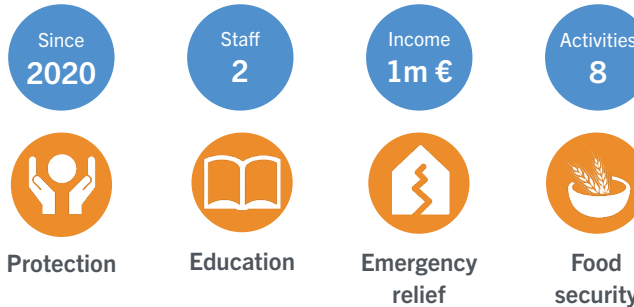 Since
2020
Staff
2
Income
1m €
Activities
8
Protection
Education
Emergency
relief
Food
security